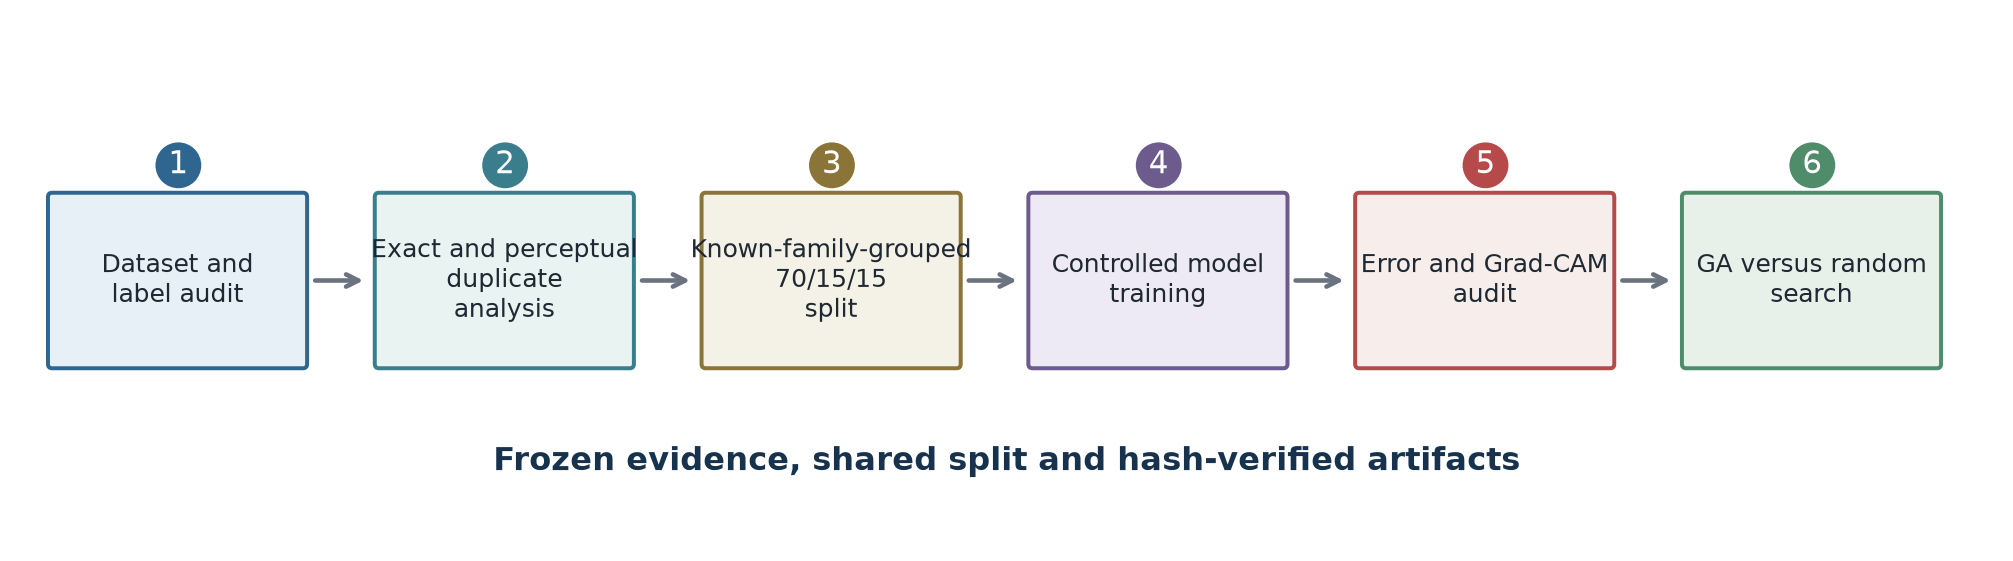 1
Dataset and
label audit
2
Exact and perceptual
duplicate
analysis
3
Known-family-grouped
70/15/15
split
4
Controlled model
training
5
Error and Grad-CAM
audit
6
GA versus random
search
Frozen evidence, shared split and hash-verified artifacts